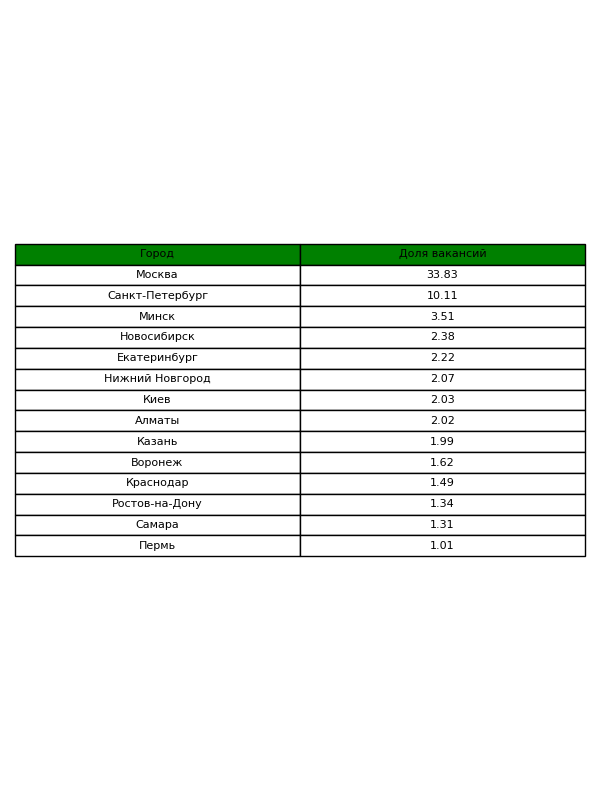 Город Доля вакансий
Москва 33.83
Санкт-Петербург 10.11
Минск 3.51
Новосибирск 2.38
Екатеринбург 2.22
Нижний Новгород 2.07
Киев 2.03
Алматы 2.02
Казань 1.99
Воронеж 1.62
Краснодар 1.49
Ростов-на-Дону 1.34
Самара 1.31
Пермь 1.01